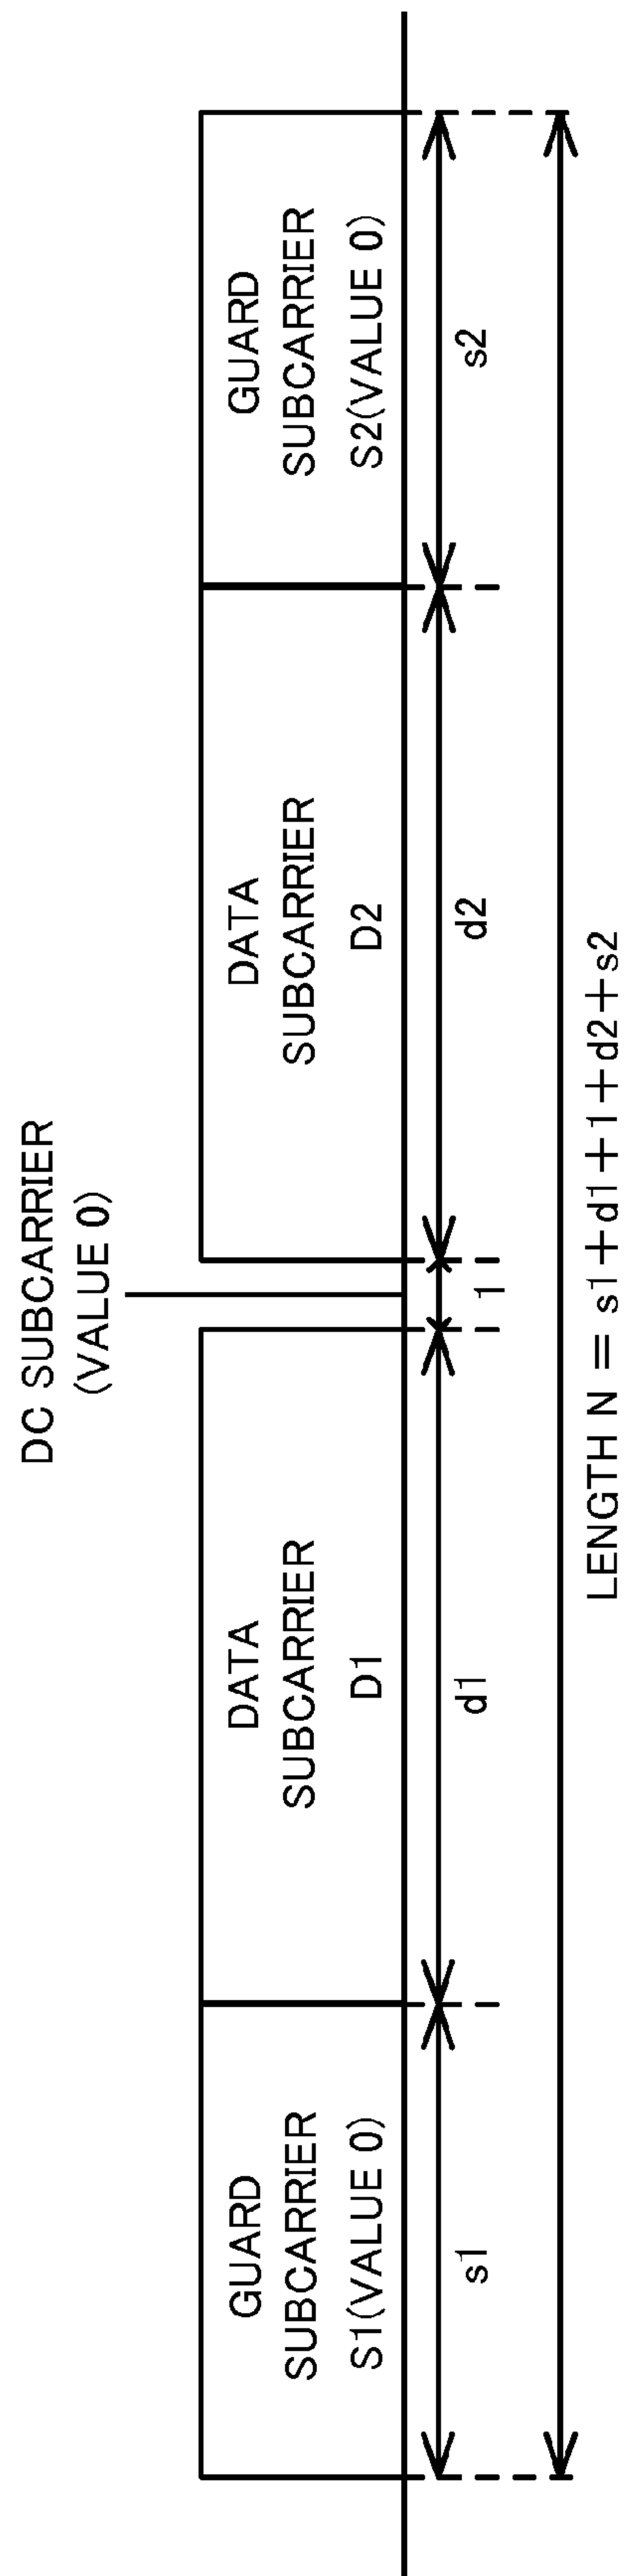 DC SUBCARRIER
(VALUE 0)
GUARD
SUBCARRIER
S1(VALUE 0)
DATA
SUBCARRIER
D1
DATA
SUBCARRIER
D2
GUARD
SUBCARRIER
S2(VALUE 0)
s1
d1
1
d2
s2
LENGTH N = s1+d1+1+d2+s2